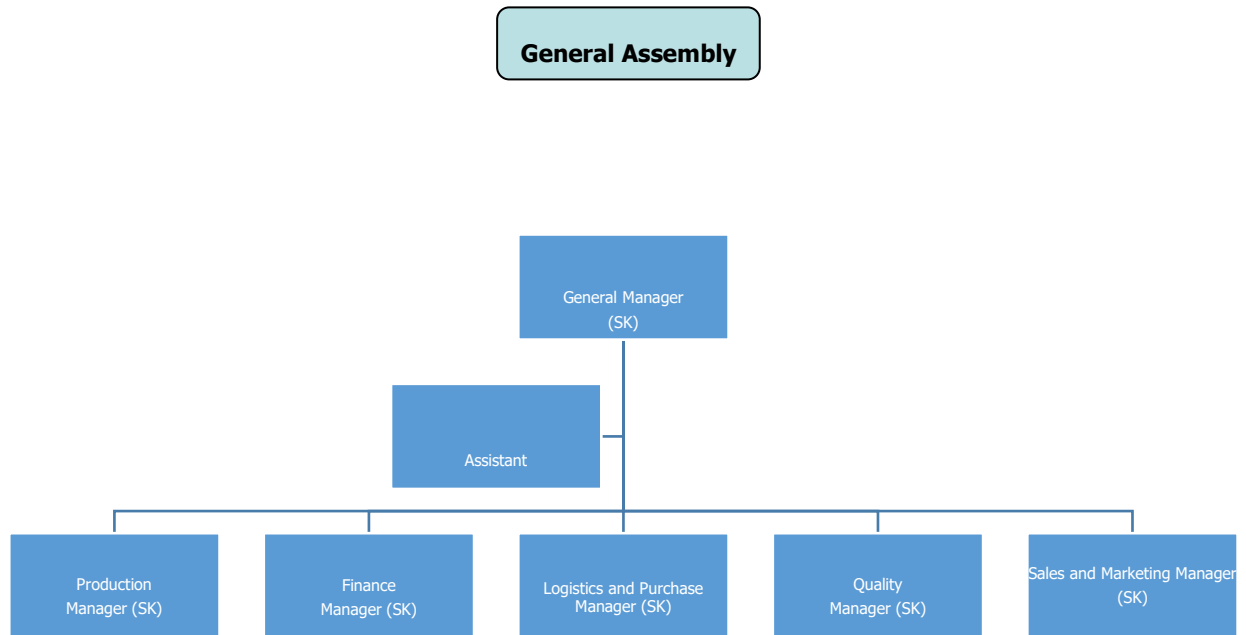 General Assembly
General Manager
(SK)
Assistant
Production
Manager (SK)
Finance
Manager (SK)
Logistics and Purchase
Manager (SK)
Quality
Manager (SK)
Sales and Marketing Manager
(SK)